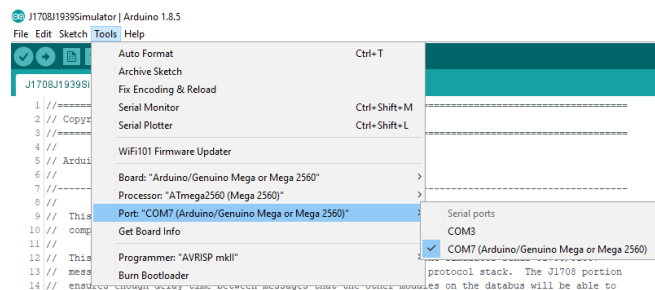 J1708J1939Simulator | Arduino 1.8.5
File Edit Sketch Tools Help
J1708J1939Si
Auto Format Ctrl+T
Archive Sketch
Fix Encoding & Reload
Serial Monitor Ctrl+Shift+M
Serial Plotter Ctrl+Shift+L
WiFi101 Firmware Updater
Board: "Arduino/Genuino Mega or Mega 2560" >
Processor: "ATmega2560 (Mega 2560)" >
Port: "COM7 (Arduino/Genuino Mega or Mega 2560)" >
Get Board Info
Programmer: "AVRISP mkII" >
Burn Bootloader
Serial ports
COM3
✓ COM7 (Arduino/Genuino Mega or Mega 2560)
1 //=====
2 // Copyr
3 //=====
4 //
5 // Ardui
6 //
7 //-----
8 //
9 // This
10 // comp
11 //
12 // This
13 // mess protocol stack. The J1708 portion
14 // ensures enough delay time between messages that the other modules on the databus will be able to